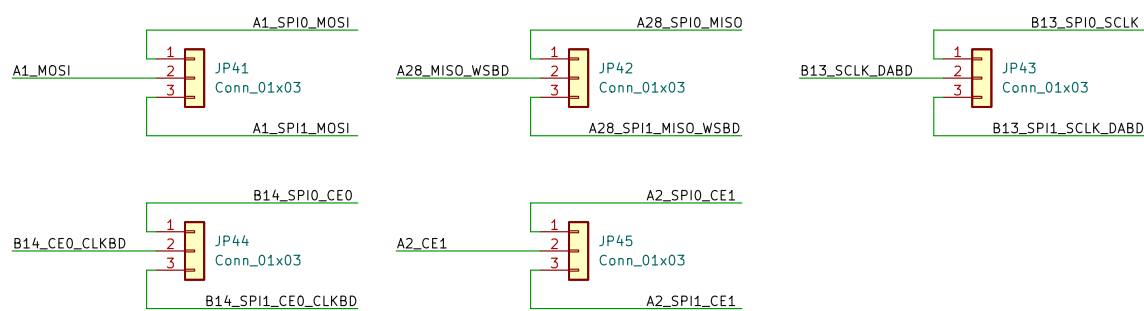 A1_SPI0_MOSI
1
A1_MOSI
2
3
JP41
Conn_01x03
A1_SPI1_MOSI
A28_SPI0_MISO
1
A28_MISO_WSBD
2
3
JP42
Conn_01x03
A28_SPI1_MISO_WSBD
B13_SPI0_SCLK
1
B13_SCLK_DABD
2
3
JP43
Conn_01x03
B13_SPI1_SCLK_DABD
B14_SPI0_CE0
1
B14_CE0_CLKBD
2
3
JP44
Conn_01x03
B14_SPI1_CE0_CLKBD
A2_SPI0_CE1
1
A2_CE1
2
3
JP45
Conn_01x03
A2_SPI1_CE1